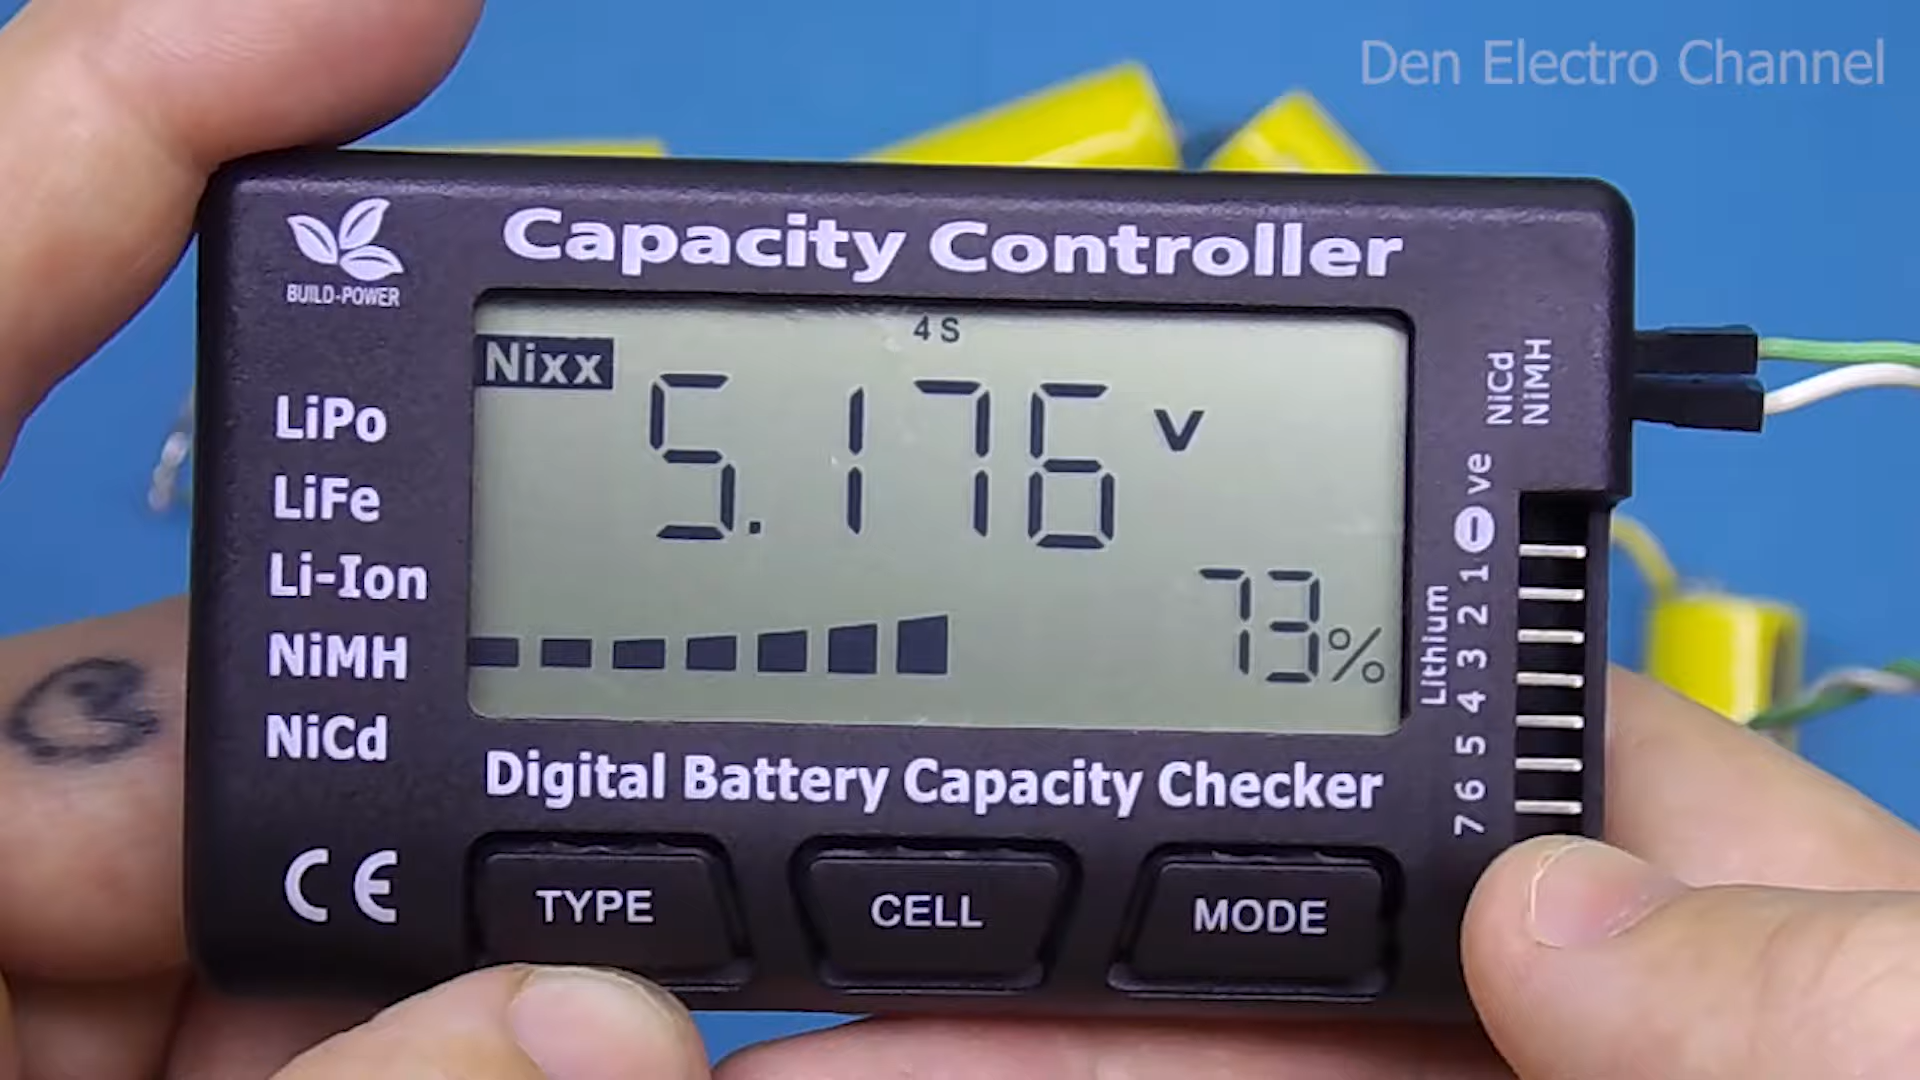 Den Electro Channel
Capacity Controller
BUILD-POWER
4S
Nixx
5.176 v
73%
LiPo
LiFe
Li-Ion
NiMH
NiCd
NiCd
NiMH
- ve
Lithium
1 2 3 4 5 6 7
Digital Battery Capacity Checker
CE
TYPE
CELL
MODE